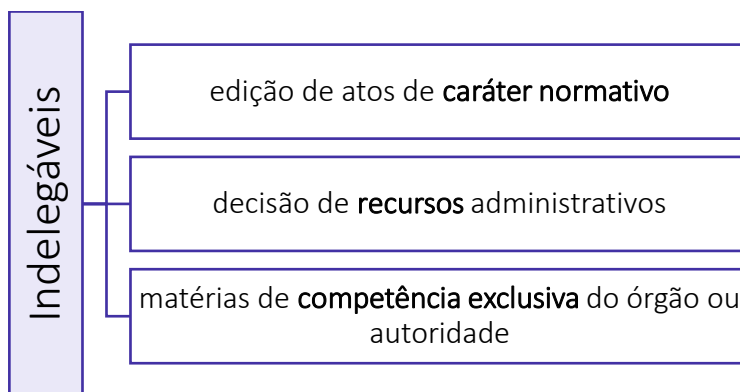 Indelegáveis
edição de atos de caráter normativo
decisão de recursos administrativos
matérias de competência exclusiva do órgão ou
autoridade